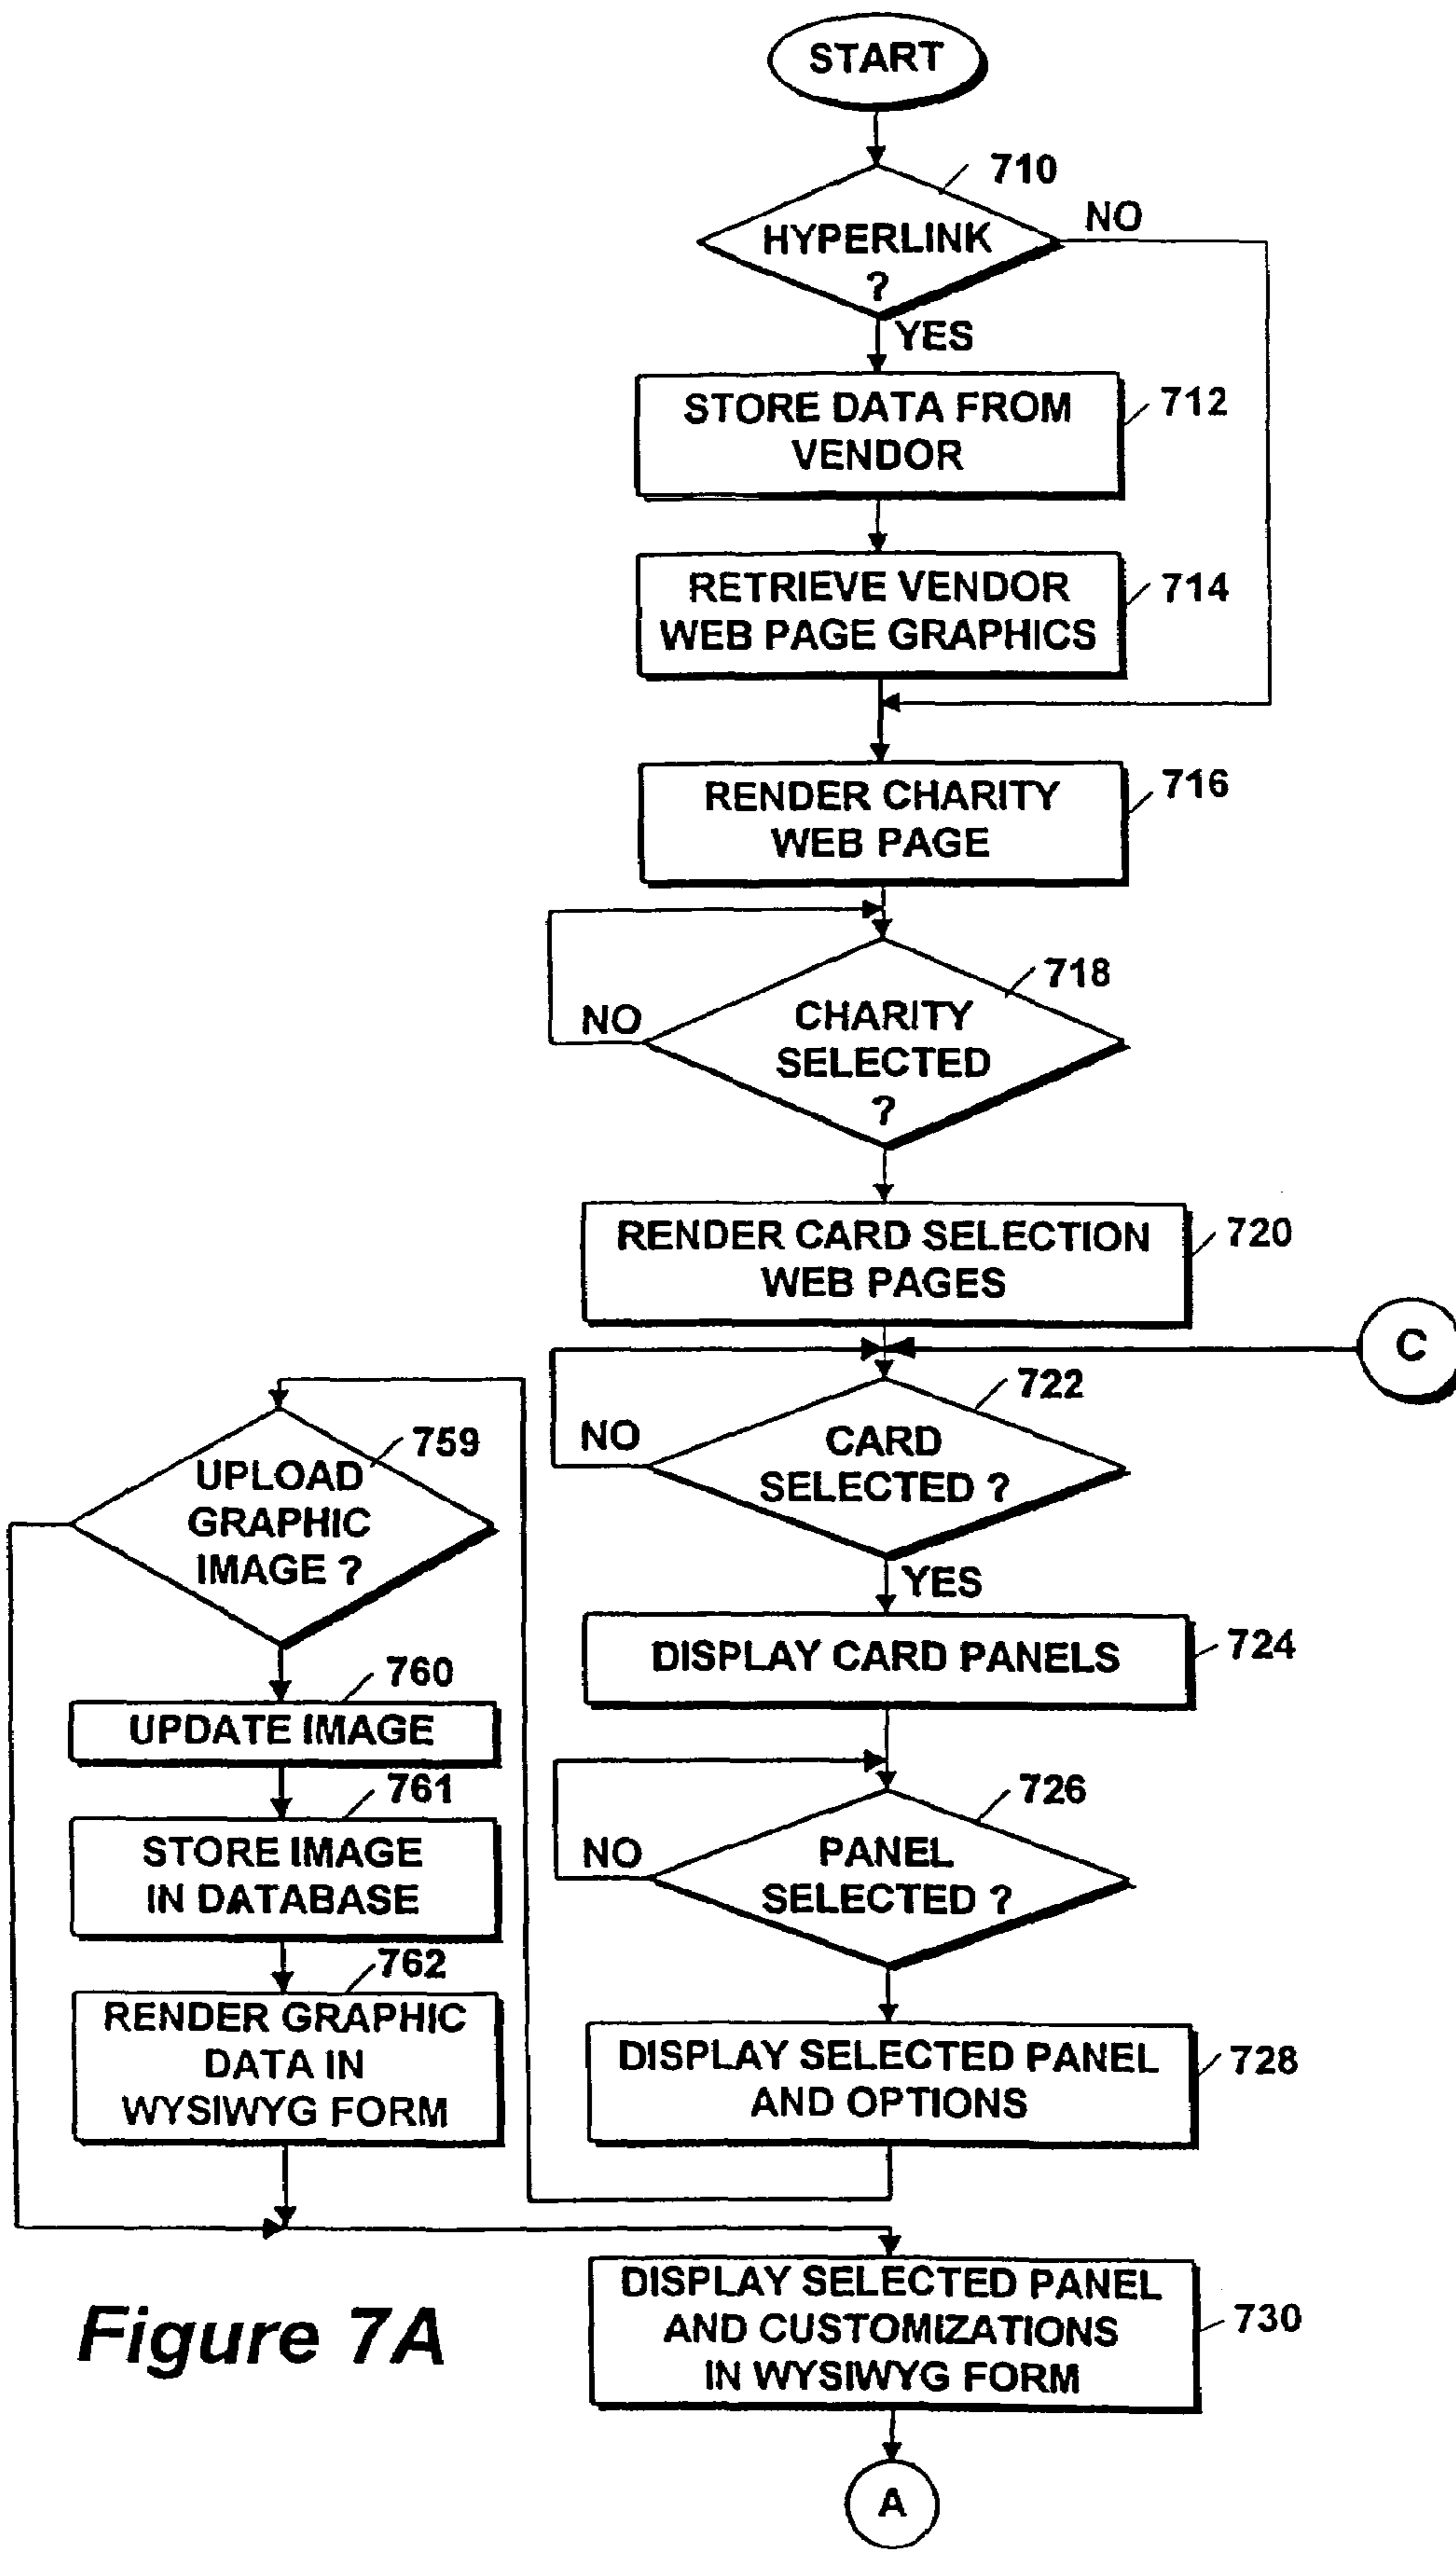 START
710
HYPERLINK
?
NO
YES
STORE DATA FROM
VENDOR
712
RETRIEVE VENDOR
WEB PAGE GRAPHICS
714
RENDER CHARITY
WEB PAGE
716
718
CHARITY
SELECTED
?
NO
RENDER CARD SELECTION
WEB PAGES
720
C
722
CARD
SELECTED ?
NO
YES
DISPLAY CARD PANELS
724
726
PANEL
SELECTED ?
NO
DISPLAY SELECTED PANEL
AND OPTIONS
728
759
UPLOAD
GRAPHIC
IMAGE ?
760
UPDATE IMAGE
761
STORE IMAGE
IN DATABASE
762
RENDER GRAPHIC
DATA IN
WYSIWYG FORM
DISPLAY SELECTED PANEL
AND CUSTOMIZATIONS
IN WYSIWYG FORM
730
A
Figure 7A